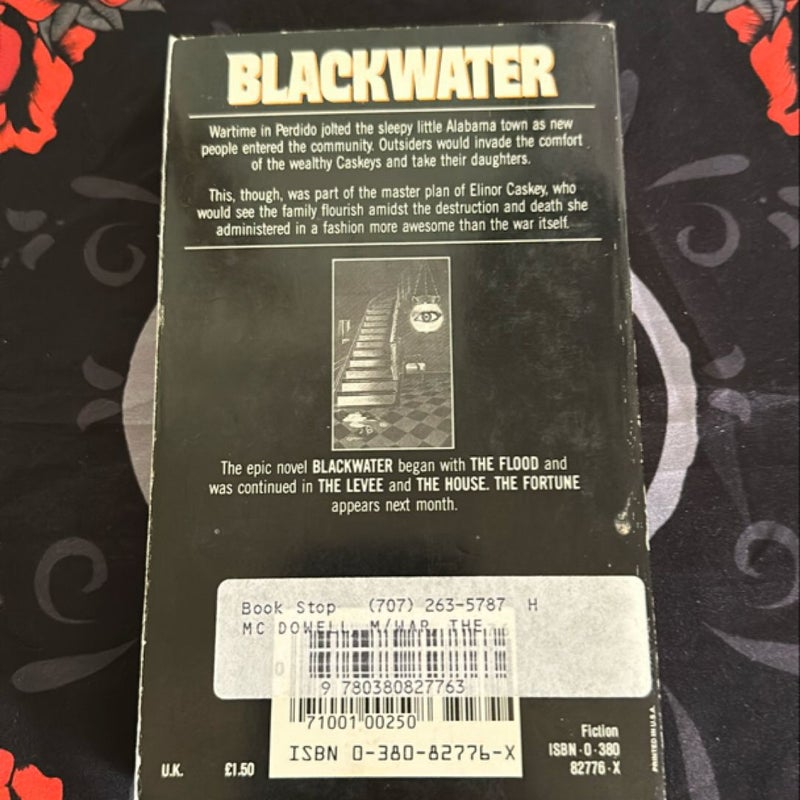 BLACKWATER
Wartime in Perdido jolted the sleepy little Alabama town as new
people entered the community. Outsiders would invade the comfort
of the wealthy Caskeys and take their daughters.
This, though, was part of the master plan of Elinor Caskey, who
would see the family flourish amidst the destruction and death she
administered in a fashion more awesome than the war itself.
The epic novel BLACKWATER began with THE FLOOD and
was continued in THE LEVEE and THE HOUSE. THE FORTUNE
appears next month.
Book Stop (707) 263-5787 H
MC DOWELL M/WAR, THE
0
9 780380827763
71001 00250
ISBN 0-380-82776-X
Fiction
ISBN·0·380
82776·X
U.K. £1.50
PRINTED IN U.S.A.